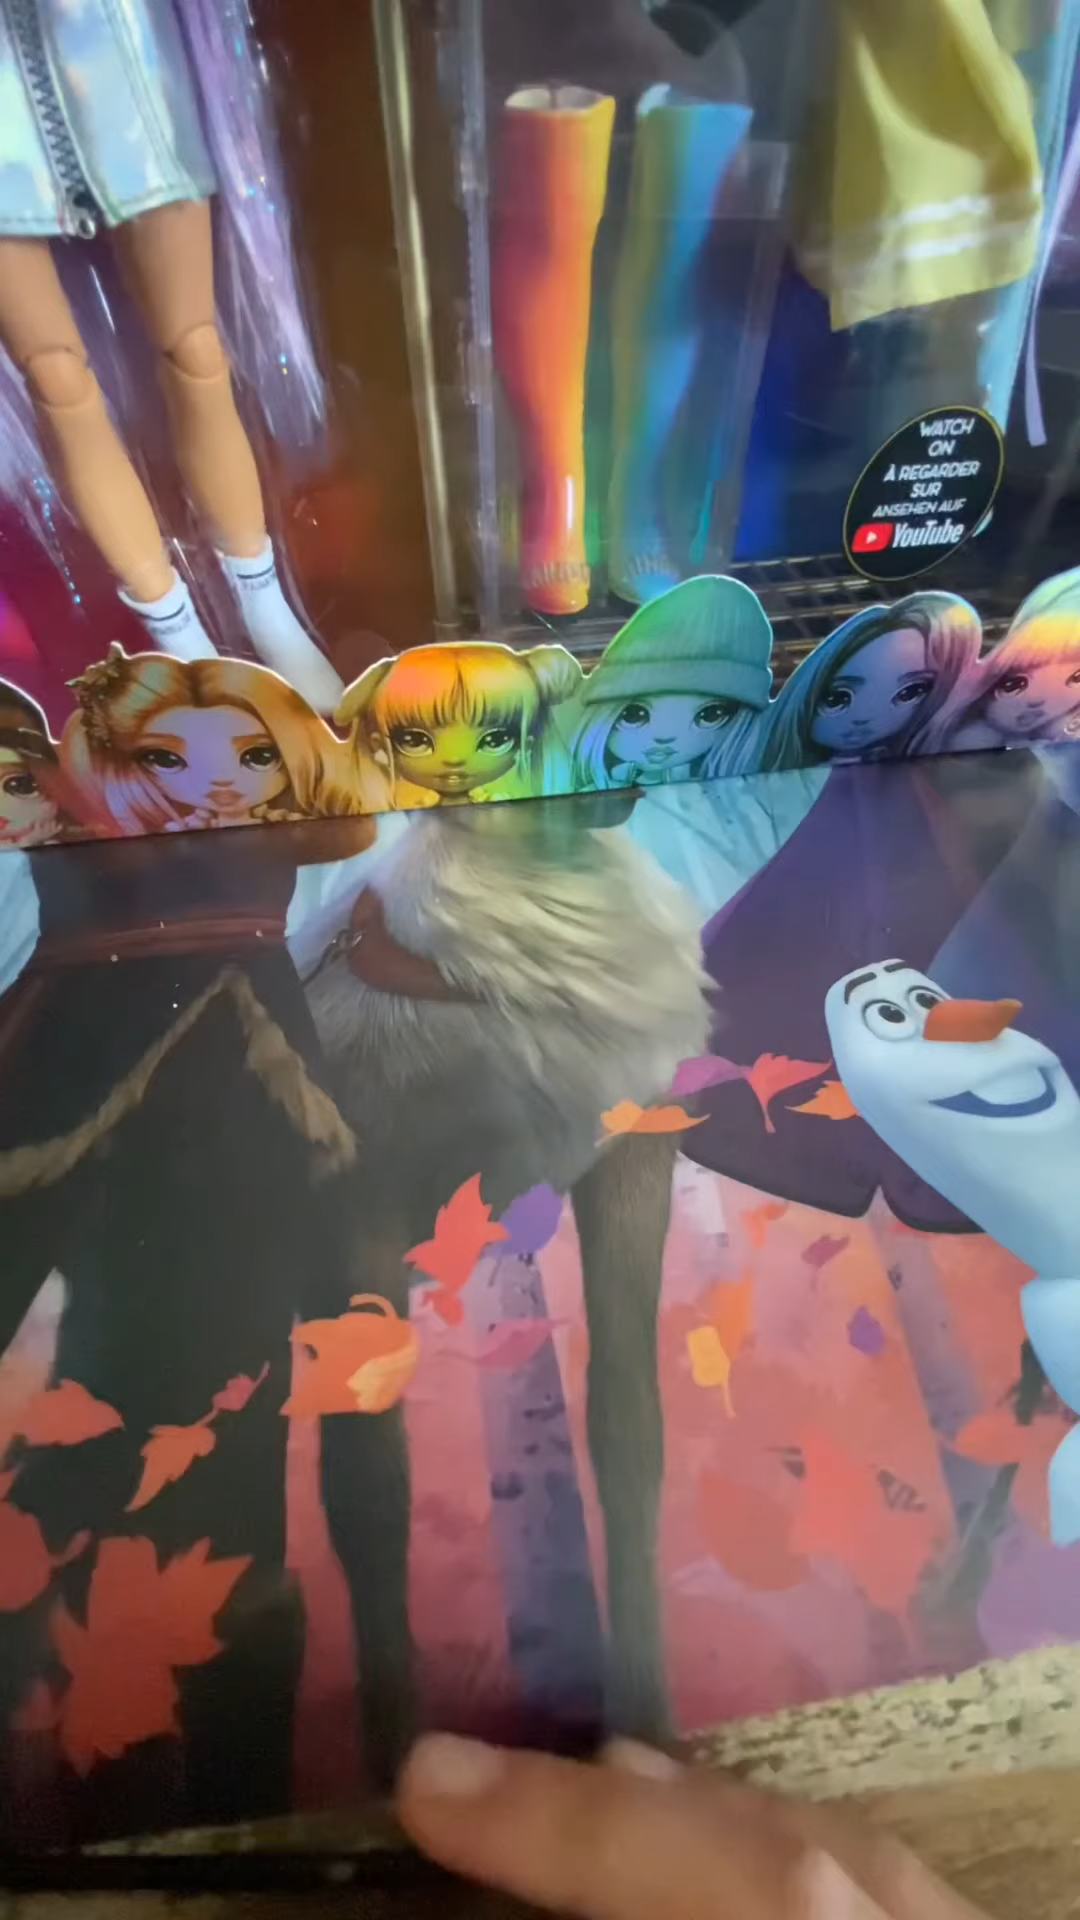 WATCH
ON
À REGARDER
SUR
ANSEHEN AUF
YouTube